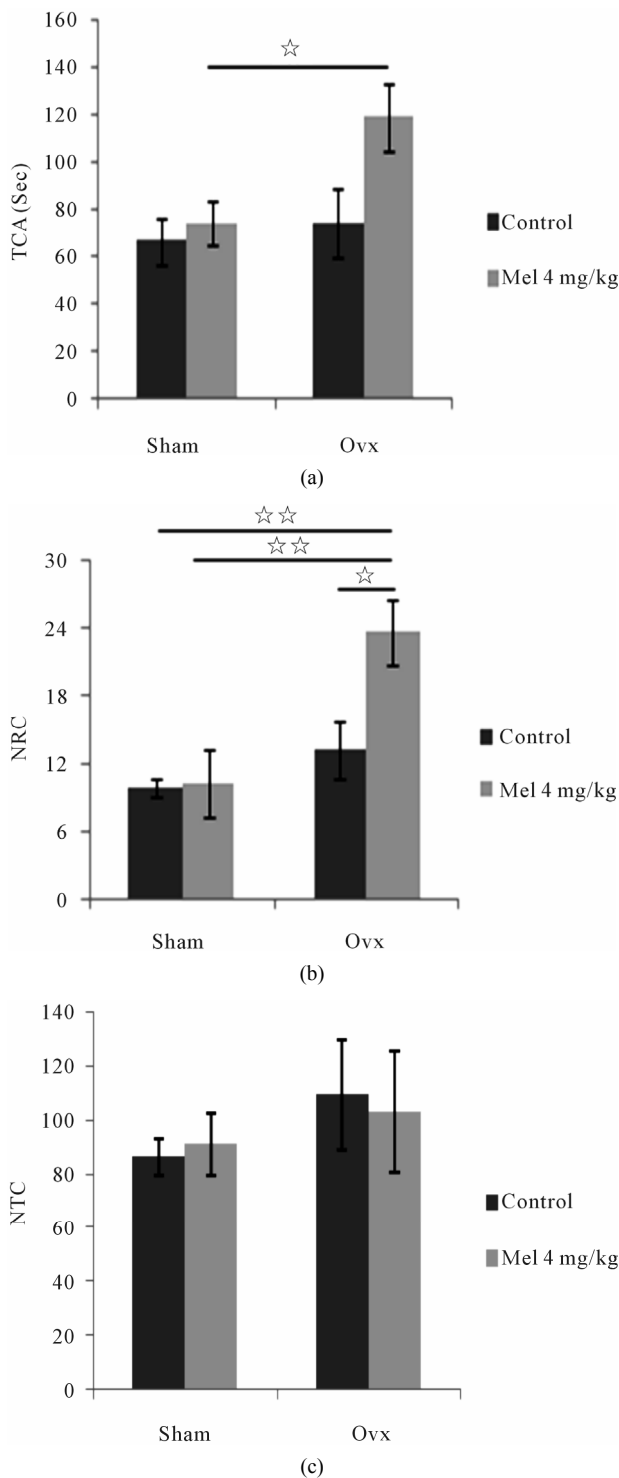 160
140
120
100
80
60
40
20
0
TCA (Sec)
☆
Control
Mel 4 mg/kg
Sham Ovx
(a)
☆☆
☆☆
☆
30
24
18
12
6
0
NRC
Control
Mel 4 mg/kg
Sham Ovx
(b)
140
120
100
80
60
40
20
0
NTC
Control
Mel 4 mg/kg
Sham Ovx
(c)